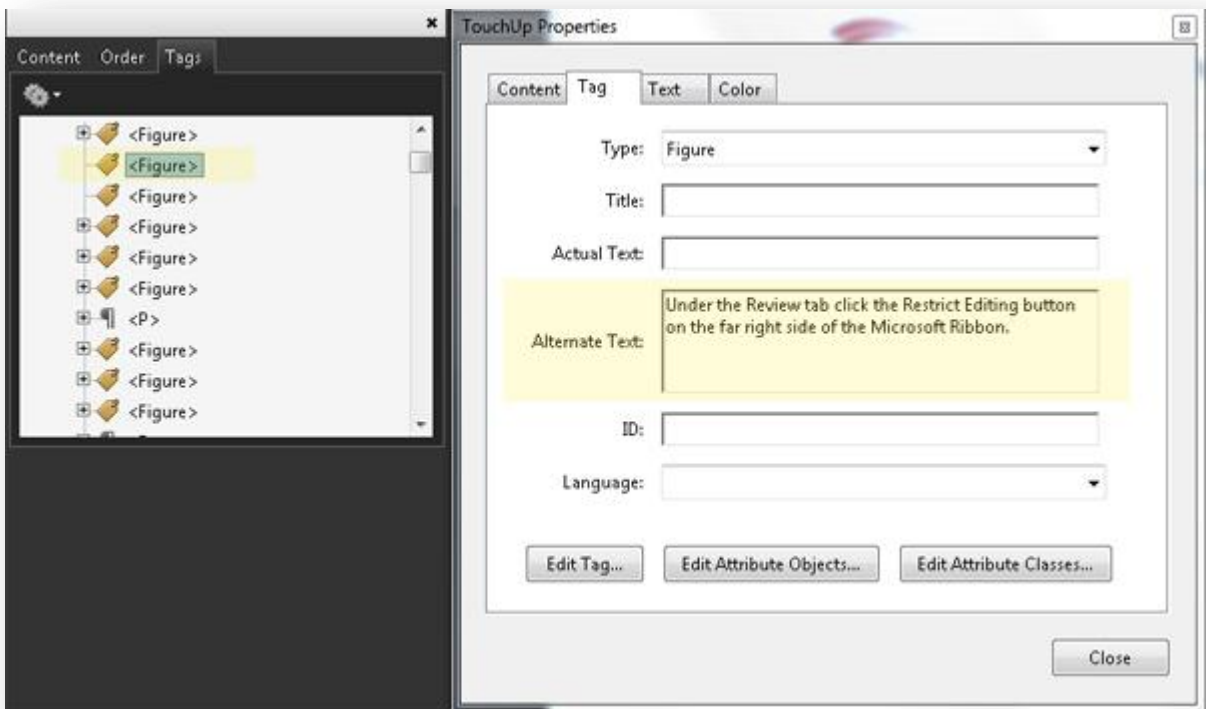 Content Order Tags
<Figure>
<Figure>
<Figure>
<Figure>
<Figure>
<Figure>
<P>
<Figure>
<Figure>
<Figure>
TouchUp Properties
Content Tag Text Color
Type: Figure
Title:
Actual Text:
Alternate Text: Under the Review tab click the Restrict Editing button
on the far right side of the Microsoft Ribbon.
ID:
Language:
Edit Tag... Edit Attribute Objects... Edit Attribute Classes...
Close